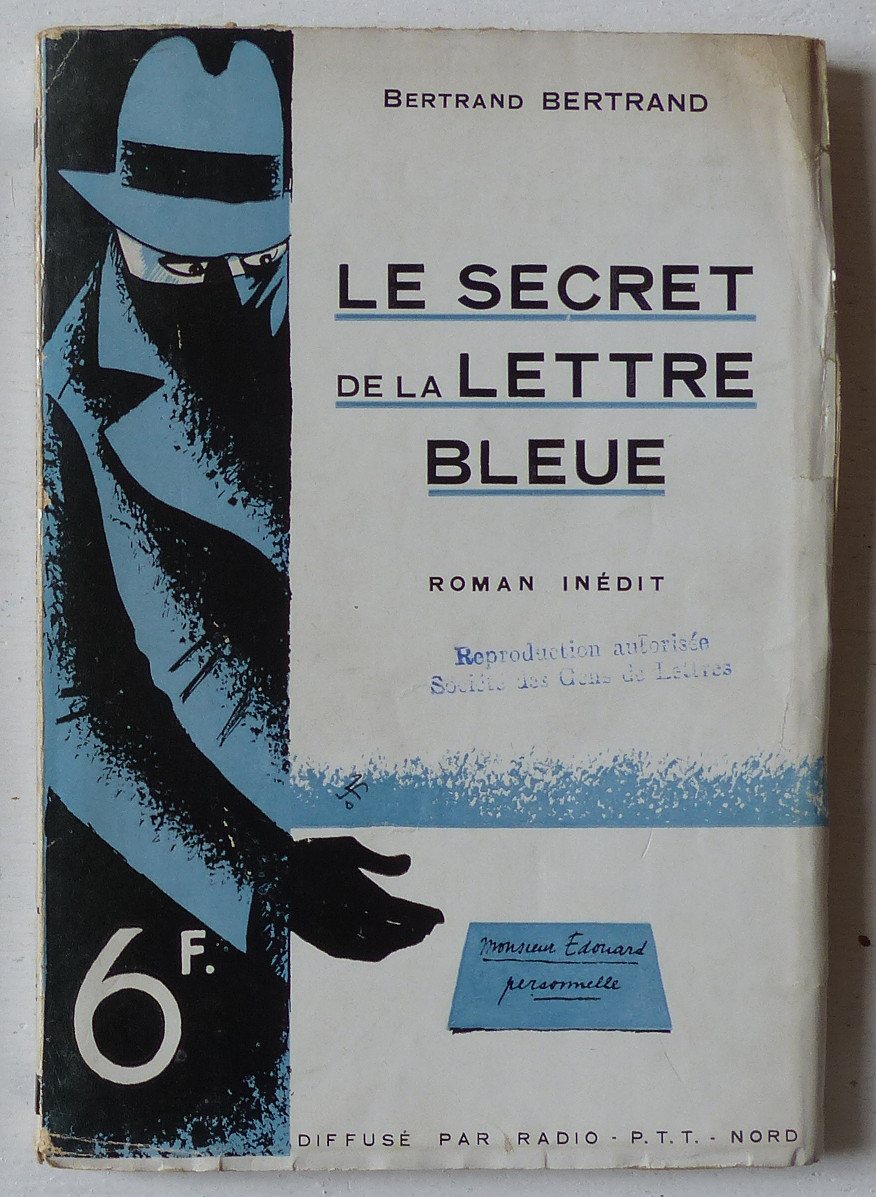 BERTRAND BERTRAND
LE SECRET
DE LA LETTRE
BLEUE
ROMAN INÉDIT
Reproduction autorisée
Société des Gens de Lettres
6 F.
Monsieur Edouard
personnelle
DIFFUSÉ PAR RADIO - P.T.T. - NORD